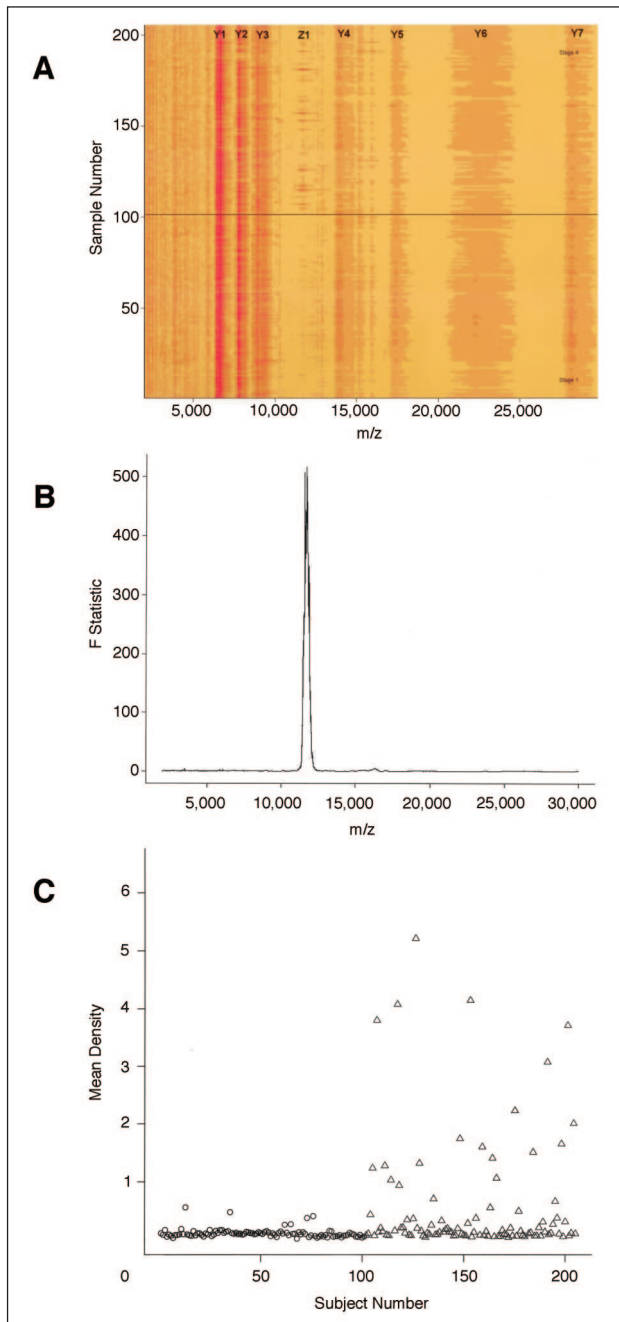 A
Y1 Y2 Y3 Z1 Y4 Y5 Y6 Y7
Stage 4
Stage 1
200
150
100
50
Sample Number
5,000 10,000 15,000 20,000 25,000
m/z
B
500
400
300
200
100
0
F Statistic
5,000 10,000 15,000 20,000 25,000 30,000
m/z
C
6
5
4
3
2
1
Mean Density
0 50 100 150 200
Subject Number